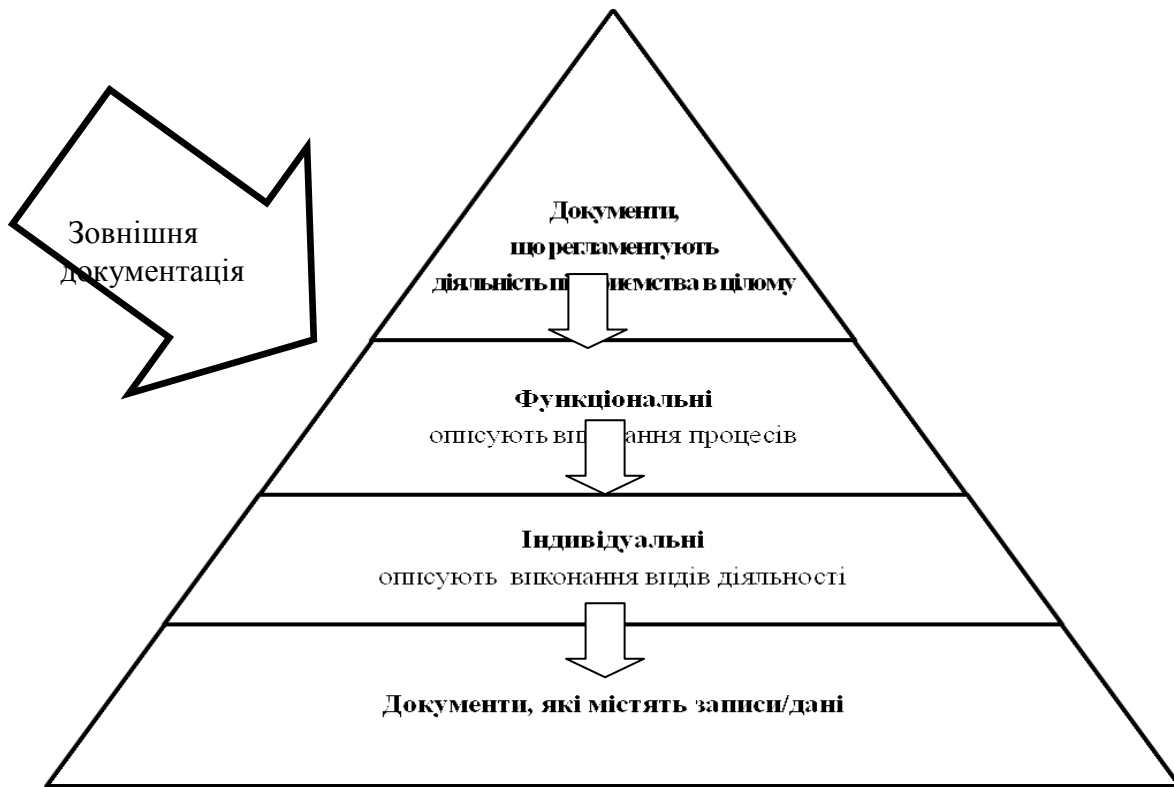 Зовнішня
документація
Документи,
що регламентують
діяльність в цілому
Функціональні
описують процесів
Індивідуальні
описують виконання видів діяльності
Документи, які містять записи/дані